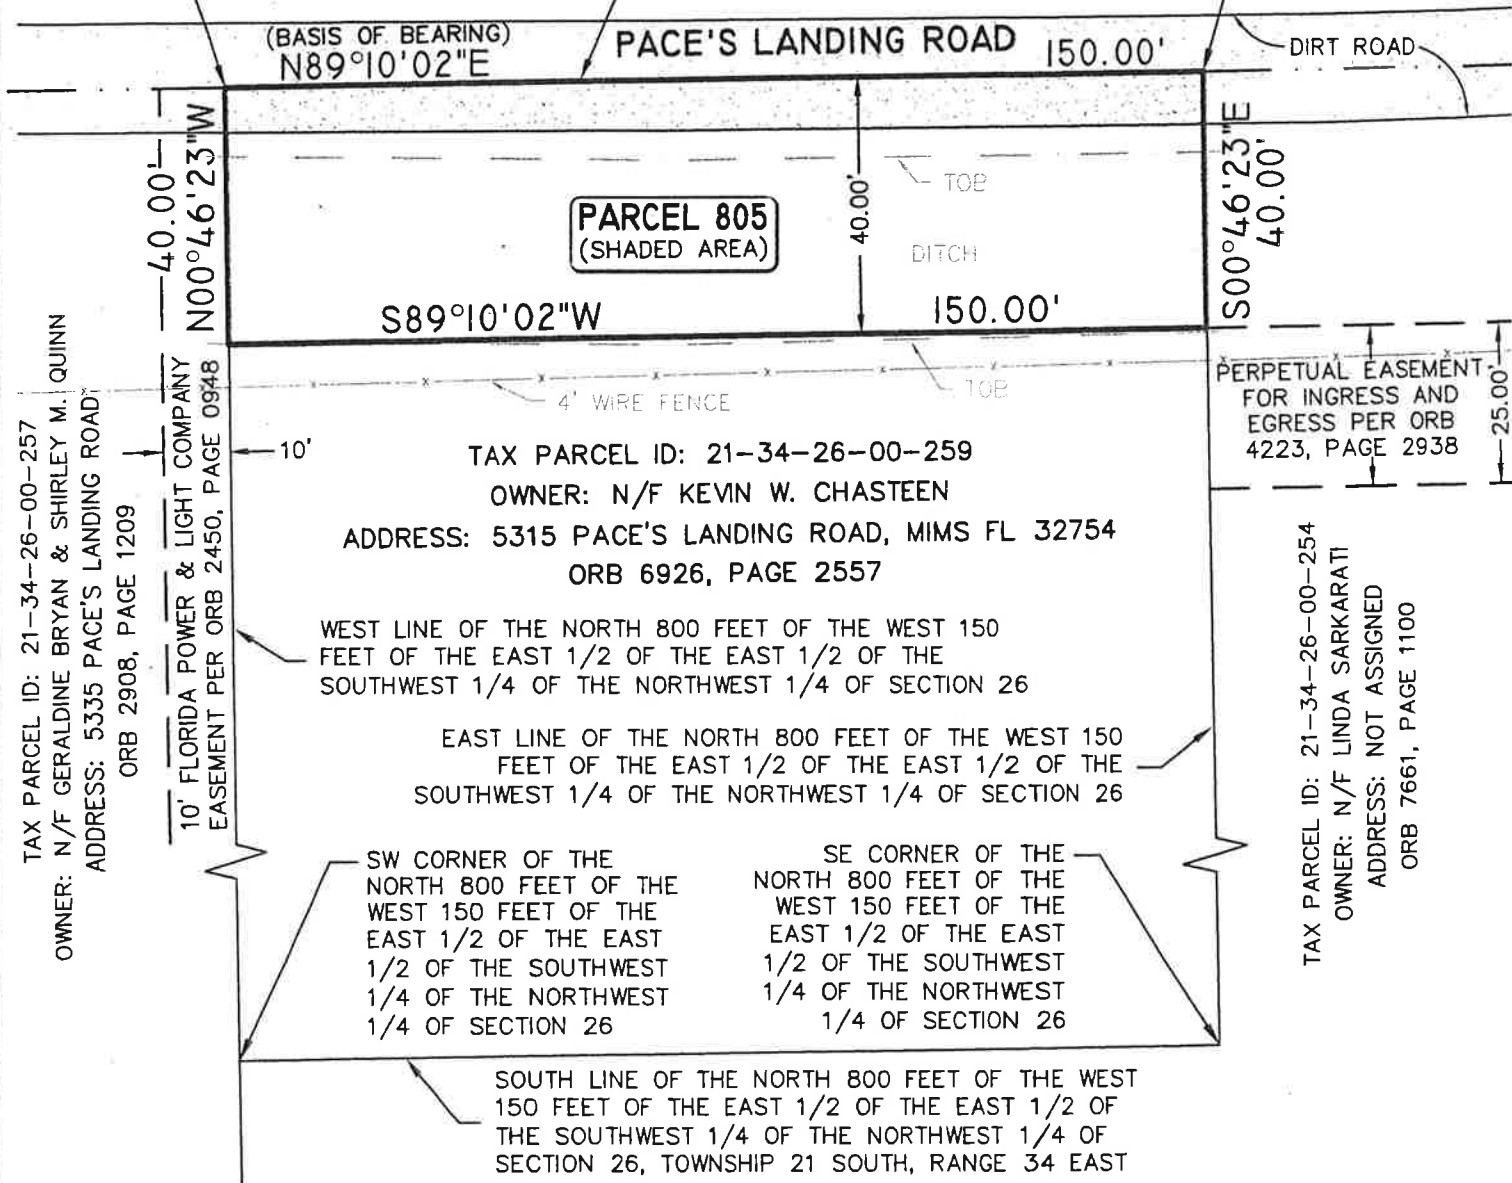 (BASIS OF BEARING)
N89°10'02"E
PACE'S LANDING ROAD
150.00'
DIRT ROAD
40.00'
N00°46'23"W
TOB
PARCEL 805
(SHADED AREA)
40.00'
DITCH
S00°46'23"E
40.00'
S89°10'02"W
150.00'
TOB
4' WIRE FENCE
PERPETUAL EASEMENT
FOR INGRESS AND
EGRESS PER ORB
4223, PAGE 2938
25.00'
10'
TAX PARCEL ID: 21-34-26-00-257
OWNER: N/F GERALDINE BRYAN & SHIRLEY M. QUINN
ADDRESS: 5335 PACE'S LANDING ROAD
ORB 2908, PAGE 1209
10' FLORIDA POWER & LIGHT COMPANY
EASEMENT PER ORB 2450, PAGE 0948
TAX PARCEL ID: 21-34-26-00-259
OWNER: N/F KEVIN W. CHASTEEN
ADDRESS: 5315 PACE'S LANDING ROAD, MIMS FL 32754
ORB 6926, PAGE 2557
WEST LINE OF THE NORTH 800 FEET OF THE WEST 150
FEET OF THE EAST 1/2 OF THE EAST 1/2 OF THE
SOUTHWEST 1/4 OF THE NORTHWEST 1/4 OF SECTION 26
EAST LINE OF THE NORTH 800 FEET OF THE WEST 150
FEET OF THE EAST 1/2 OF THE EAST 1/2 OF THE
SOUTHWEST 1/4 OF THE NORTHWEST 1/4 OF SECTION 26
TAX PARCEL ID: 21-34-26-00-254
OWNER: N/F LINDA SARKARATI
ADDRESS: NOT ASSIGNED
ORB 7661, PAGE 1100
SW CORNER OF THE
NORTH 800 FEET OF THE
WEST 150 FEET OF THE
EAST 1/2 OF THE EAST
1/2 OF THE SOUTHWEST
1/4 OF THE NORTHWEST
1/4 OF SECTION 26
SE CORNER OF THE
NORTH 800 FEET OF THE
WEST 150 FEET OF THE
EAST 1/2 OF THE EAST
1/2 OF THE SOUTHWEST
1/4 OF THE NORTHWEST
1/4 OF SECTION 26
SOUTH LINE OF THE NORTH 800 FEET OF THE WEST
150 FEET OF THE EAST 1/2 OF THE EAST 1/2 OF
THE SOUTHWEST 1/4 OF THE NORTHWEST 1/4 OF
SECTION 26, TOWNSHIP 21 SOUTH, RANGE 34 EAST